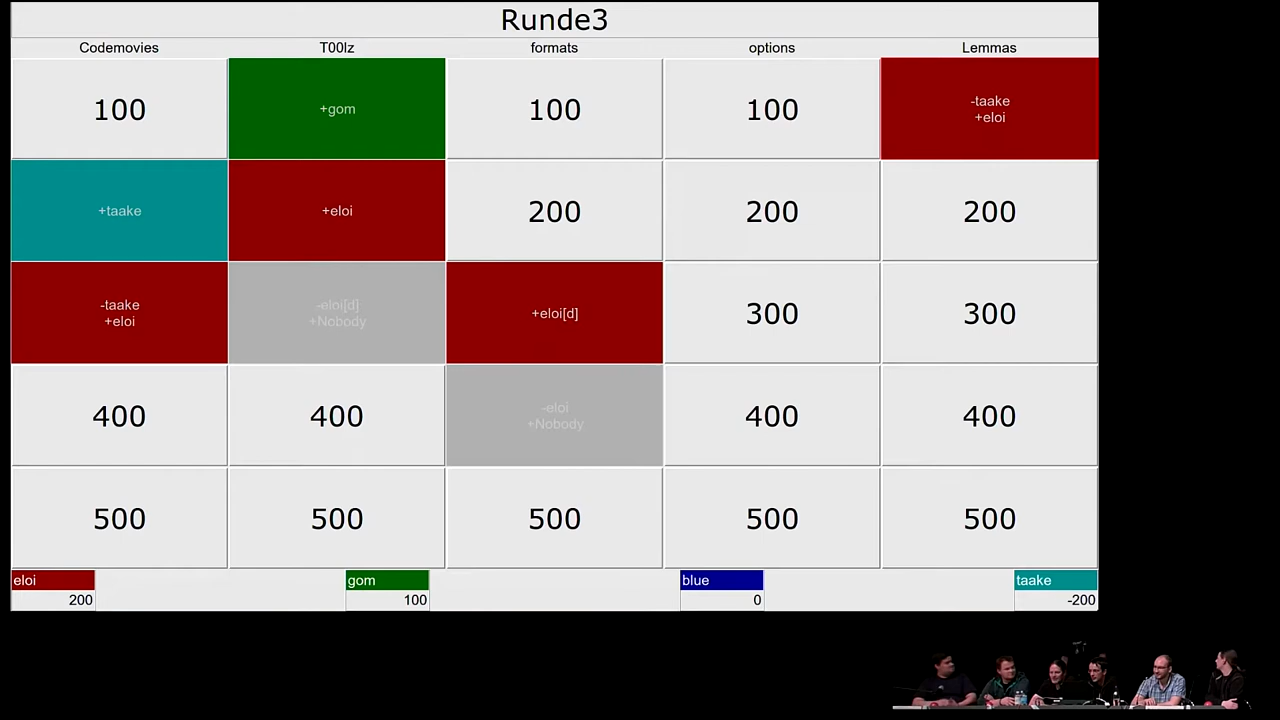 Runde3
Codemovies T00lz formats options Lemmas
100 +gom 100 100 -taake
+eloi
+taake +eloi 200 200 200
-taake
+eloi
-eloi[d]
+Nobody
+eloi[d] 300 300
400 400 -eloi
+Nobody
400 400
500 500 500 500 500
eloi gom blue taake
200 100 0 -200